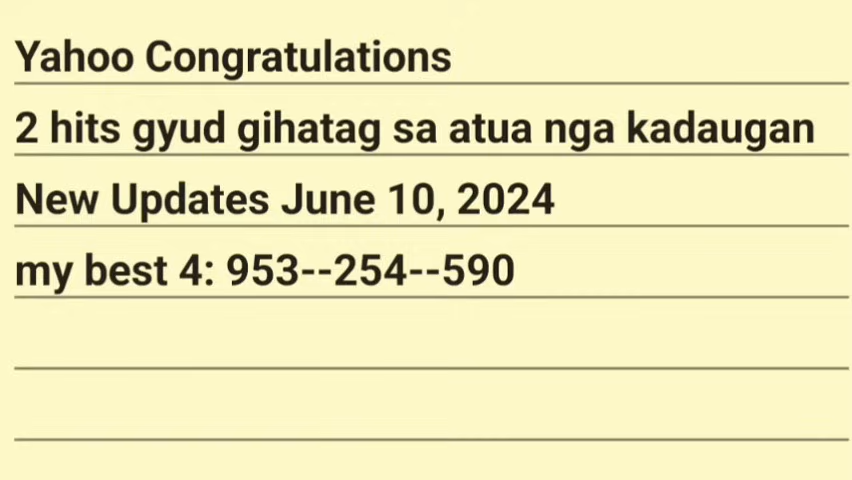 Yahoo Congratulations
2 hits gyud gihatag sa atua nga kadaugan
New Updates June 10, 2024
my best 4: 953--254--590